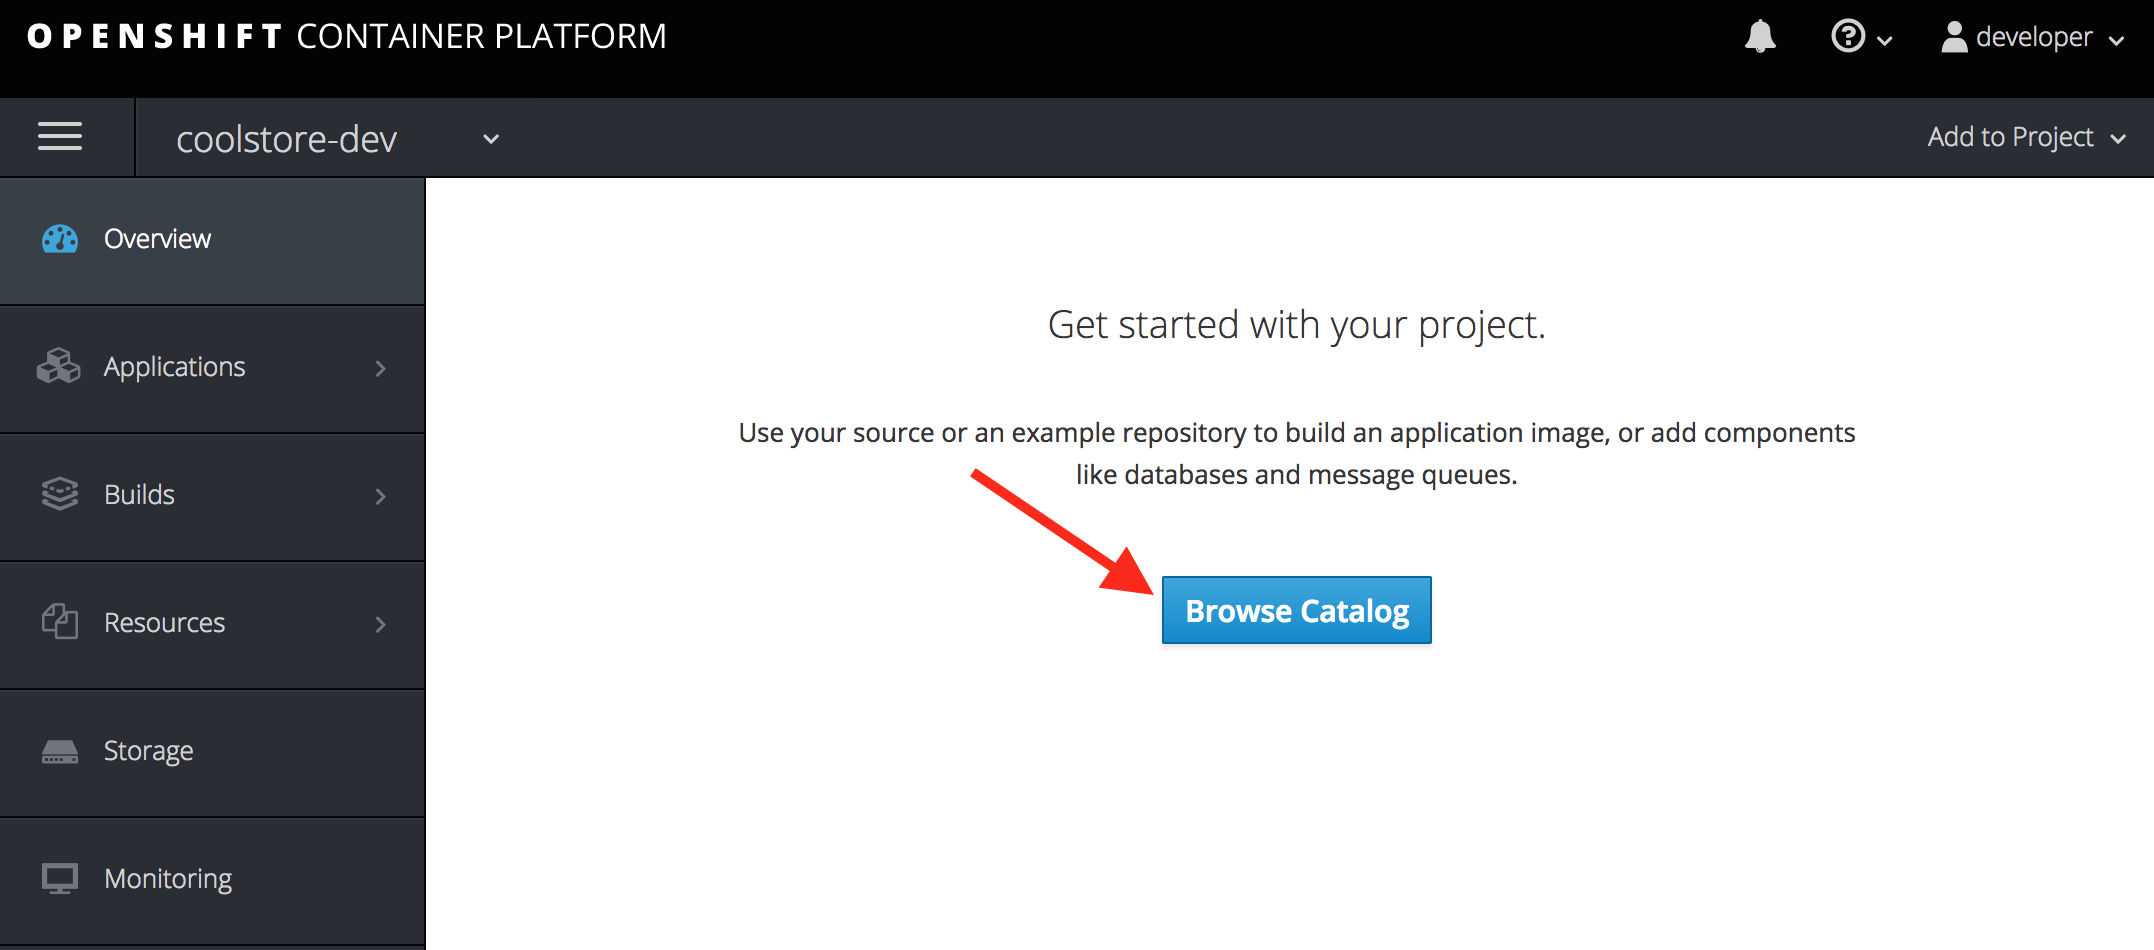 OPENSHIFT CONTAINER PLATFORM
developer
coolstore-dev
Add to Project
Overview
Applications
Builds
Resources
Storage
Monitoring
Get started with your project.
Use your source or an example repository to build an application image, or add components
like databases and message queues.
Browse Catalog